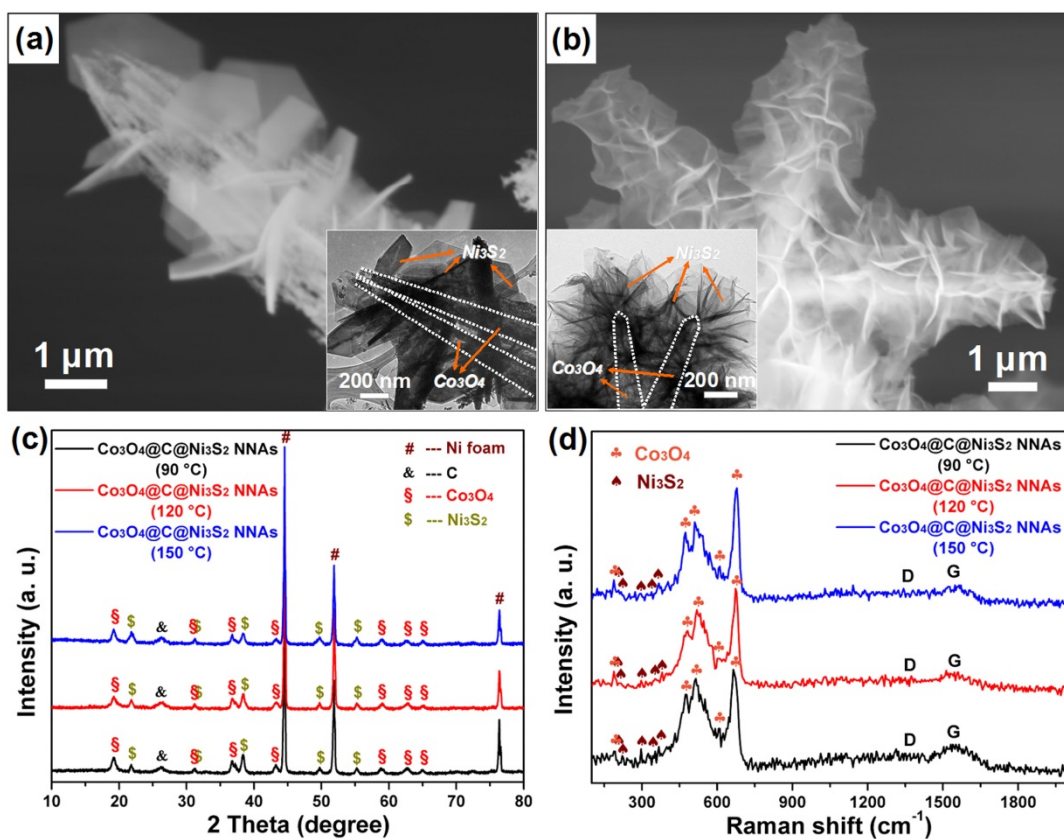 (a)
Ni₃S₂
Co₃O₄
1 μm
200 nm
(b)
Ni₃S₂
Co₃O₄
200 nm
1 μm
(c)
Co₃O₄@C@Ni₃S₂ NNAs
(90 °C)
Co₃O₄@C@Ni₃S₂ NNAs
(120 °C)
Co₃O₄@C@Ni₃S₂ NNAs
(150 °C)
# --- Ni foam
& --- C
§ --- Co₃O₄
$ --- Ni₃S₂
# # #
§ $ & § $ § $ § $ $ § § §
§ $ & § $ § $ § $ $ § § §
§ $ & § $ § $ § $ $ § § §
Intensity (a. u.)
10 20 30 40 50 60 70 80
2 Theta (degree)
(d)
♣ Co₃O₄
♠ Ni₃S₂
Co₃O₄@C@Ni₃S₂ NNAs
(90 °C)
Co₃O₄@C@Ni₃S₂ NNAs
(120 °C)
Co₃O₄@C@Ni₃S₂ NNAs
(150 °C)
D G
D G
D G
Intensity (a. u.)
300 600 900 1200 1500 1800
Raman shift (cm⁻¹)